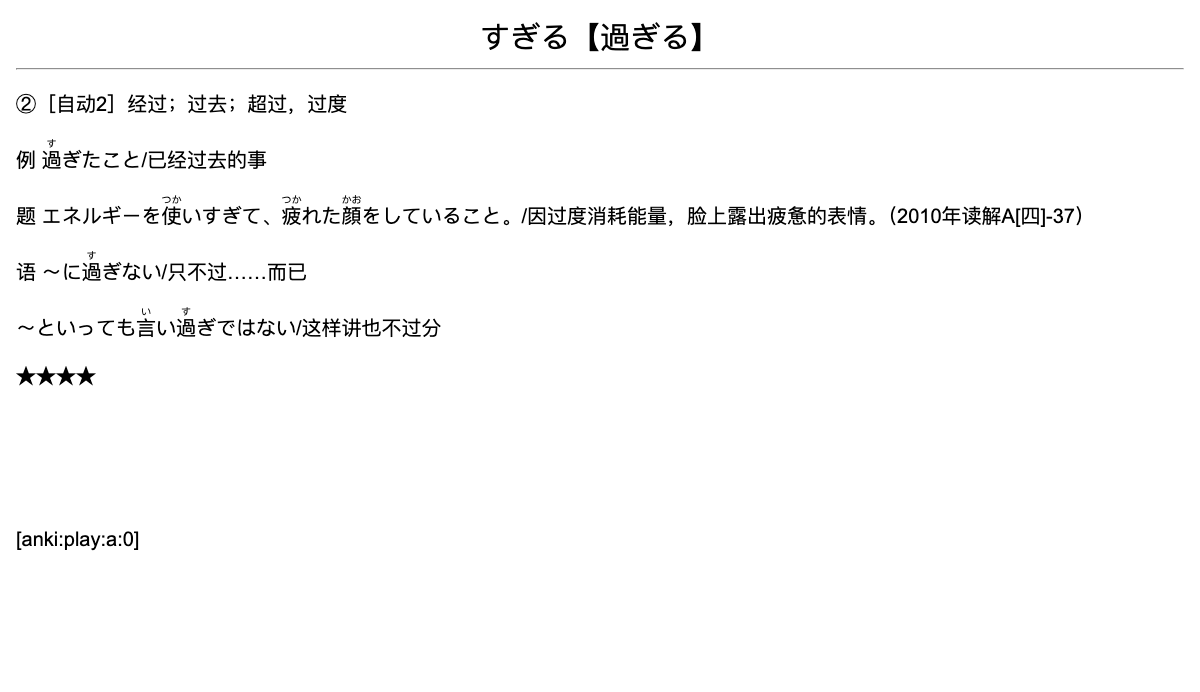 すぎる【過ぎる】
②［自动2］经过；过去；超过，过度
す
例 過ぎたこと/已经过去的事
つか つか かお
题 エネルギーを使いすぎて、疲れた顔をしていること。/因过度消耗能量，脸上露出疲惫的表情。（2010年读解A[四]-37）
す
语 ～に過ぎない/只不过……而已
い す
～といっても言い過ぎではない/这样讲也不过分
★★★★
[anki:play:a:0]